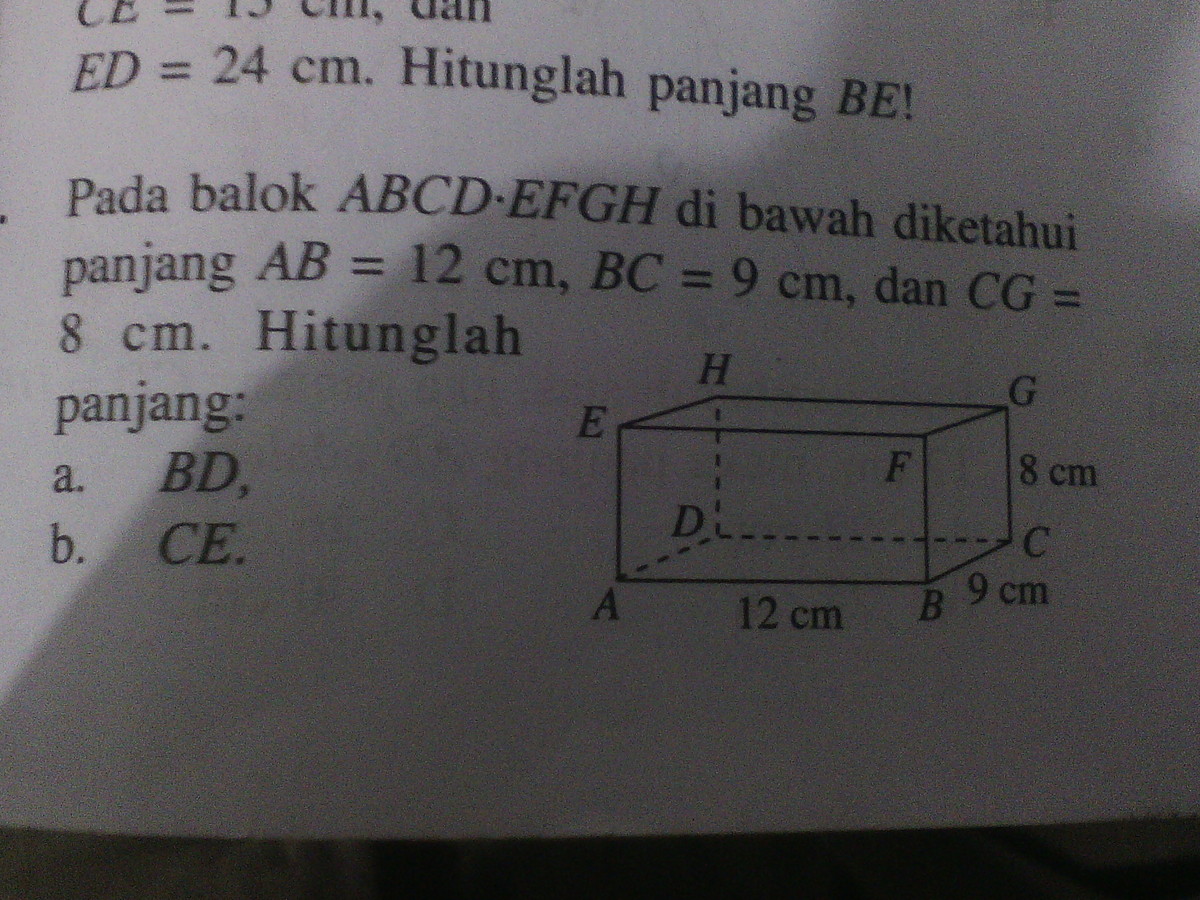 CE = 15 cm, dan
ED = 24 cm. Hitunglah panjang BE!
Pada balok ABCD·EFGH di bawah diketahui
panjang AB = 12 cm, BC = 9 cm, dan CG =
8 cm. Hitunglah
panjang:
a. BD,
b. CE.
H
G
E
F
8 cm
D
C
9 cm
A
12 cm
B